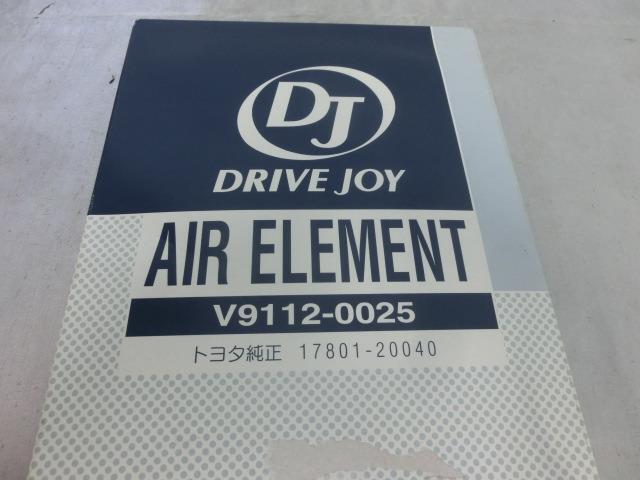 DJ
DRIVE JOY
AIR ELEMENT
V9112-0025
トヨタ純正 17801-20040